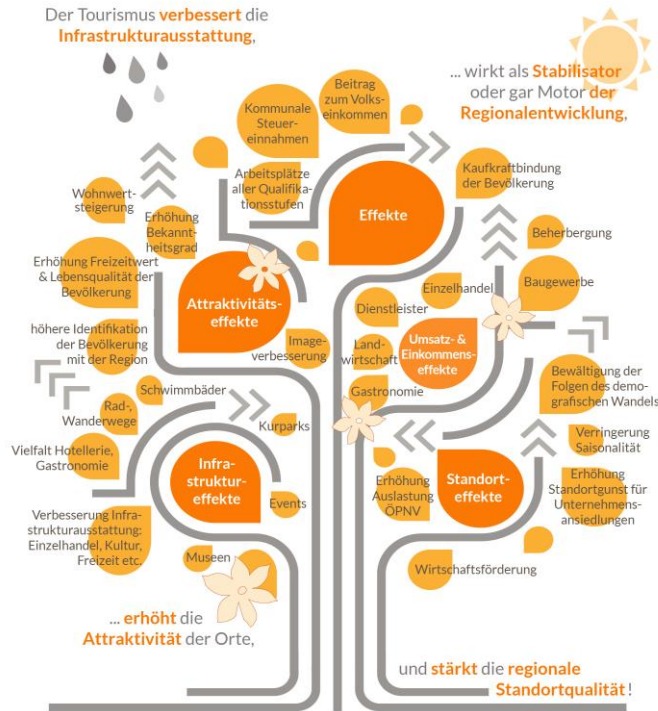 Der Tourismus verbessert die
Infrastrukturausstattung,
... wirkt als Stabilisator
oder gar Motor der
Regionalentwicklung,
Beitrag
zum Volks-
einkommen
Kommunale
Steuer-
einnahmen
Arbeitsplätze
aller Qualifika-
tionsstufen
Effekte
Kaufkraftbindung
der Bevölkerung
Wohnwert-
steigerung
Erhöhung
Bekannt-
heitsgrad
Erhöhung Freizeitwert
& Lebensqualität der
Bevölkerung
Attraktivitäts-
effekte
höhere Identifikation
der Bevölkerung
mit der Region
Image-
verbesserung
Beherbergung
Baugewerbe
Einzelhandel
Dienstleister
Umsatz- &
Einkommens-
effekte
Land-
wirtschaft
Gastronomie
Bewältigung der
Folgen des demo-
grafischen Wandels
Schwimmbäder
Rad-,
Wanderwege
Kurparks
Vielfalt Hotellerie,
Gastronomie
Infra-
struktur-
effekte
Events
Verbesserung Infra-
strukturausstattung:
Einzelhandel, Kultur,
Freizeit etc.
Museen
Verringerung
Saisonalität
Erhöhung
Auslastung
ÖPNV
Standort-
effekte
Erhöhung
Standortgunst für
Unternehmens-
ansiedlungen
Wirtschaftsförderung
... erhöht die
Attraktivität der Orte,
und stärkt die regionale
Standortqualität!